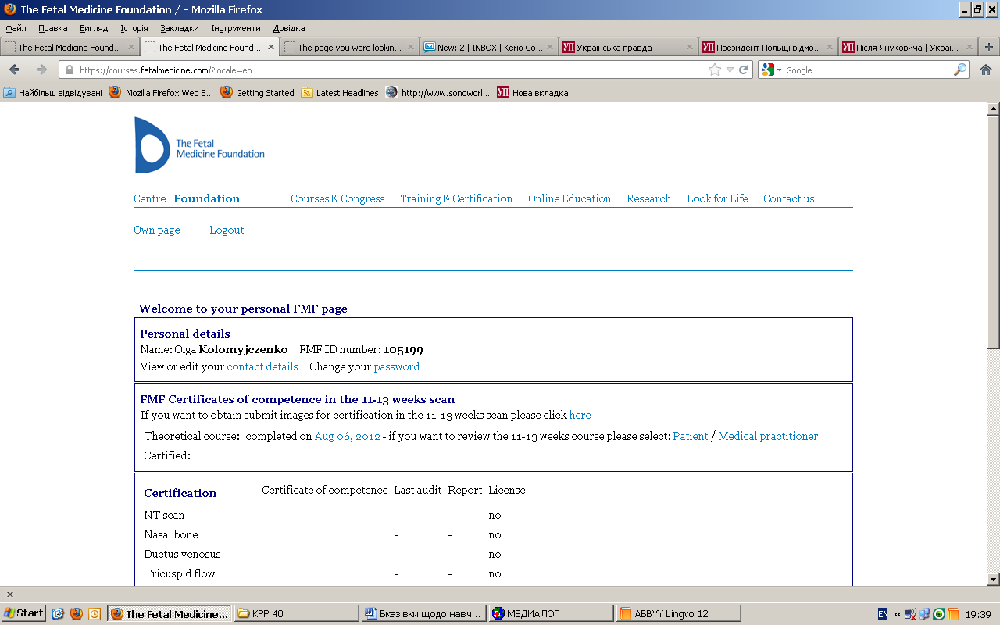 The Fetal Medicine Foundation / - Mozilla Firefox
Файл Правка Вигляд Історія Закладки Інструменти Довідка
The Fetal Medicine Found... The Fetal Medicine Found... The page you were lookin... New: 2 | INBOX | Kerio Co... Українська правда Президент Польщі відмо... Після Януковича | Украї...
https://courses.fetalmedicine.com/?locale=en Google
Найбільш відвідувані Mozilla Firefox Web B... Getting Started Latest Headlines http://www.sonoworl... Нова вкладка
The Fetal
Medicine Foundation
Centre Foundation Courses & Congress Training & Certification Online Education Research Look for Life Contact us
Own page Logout
Welcome to your personal FMF page
Personal details
Name: Olga Kolomyjczenko FMF ID number: 105199
View or edit your contact details Change your password
FMF Certificates of competence in the 11-13 weeks scan
If you want to obtain submit images for certification in the 11-13 weeks scan please click here
Theoretical course: completed on Aug 06, 2012 - if you want to review the 11-13 weeks course please select: Patient / Medical practitioner
Certified:
Certification Certificate of competence Last audit Report License
NT scan - - no
Nasal bone - - no
Ductus venosus - - no
Tricuspid flow - - no
Start The Fetal Medicine... KPP 40 Вказівки щодо навч... МЕДИАЛОГ ABBYY Lingvo 12 EN « 19:39